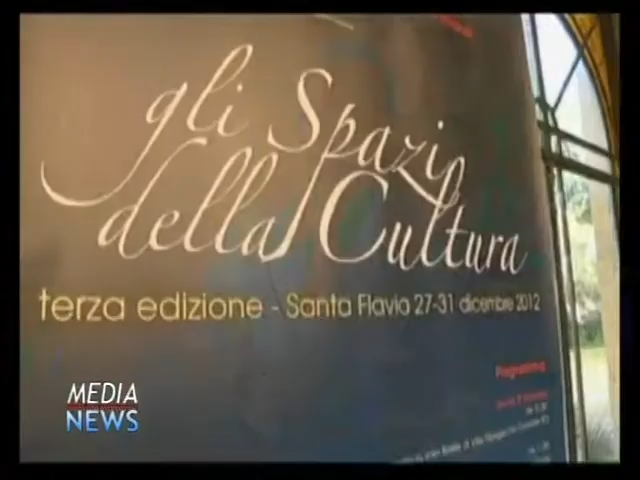 gli Spazi
della Cultura
terza edizione - Santa Flavia 27-31 dicembre 2012
Programma
MEDIA
NEWS